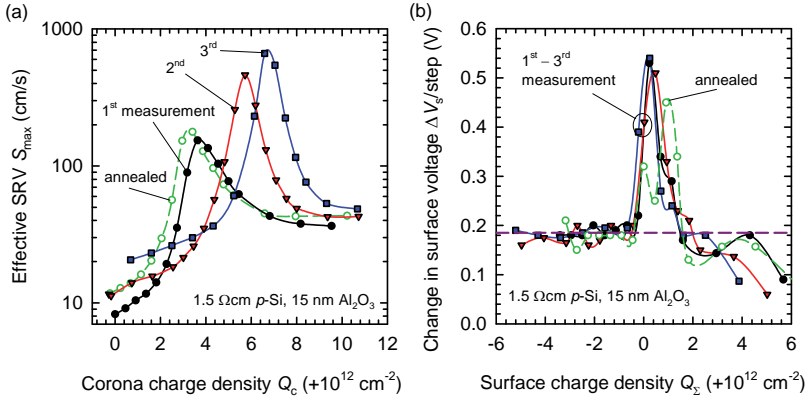 (a)
1000
100
10
Effective SRV Smax (cm/s)
3rd
2nd
1st measurement
annealed
1.5 Ωcm p-Si, 15 nm Al2O3
0 2 4 6 8 10 12
Corona charge density Qc (+10^12 cm^-2)
(b)
0.6
0.5
0.4
0.3
0.2
0.1
0.0
Change in surface voltage ΔVs/step (V)
1st – 3rd
measurement
annealed
1.5 Ωcm p-Si, 15 nm Al2O3
-6 -4 -2 0 2 4 6
Surface charge density QΣ (+10^12 cm^-2)